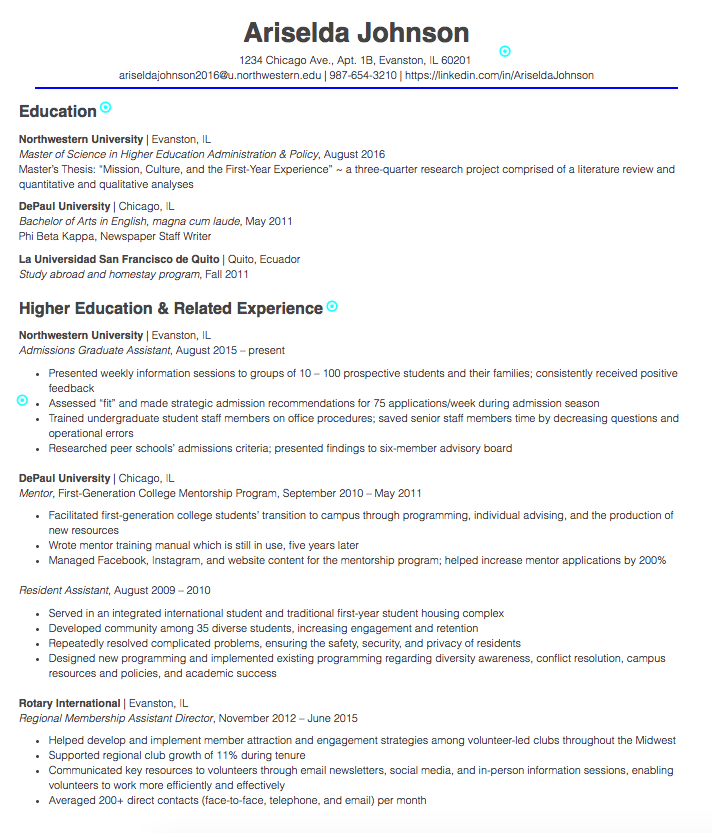 Ariselda Johnson
1234 Chicago Ave., Apt. 1B, Evanston, IL 60201
ariseldajohnson2016@u.northwestern.edu | 987-654-3210 | https://linkedin.com/in/AriseldaJohnson
Education
Northwestern University | Evanston, IL
Master of Science in Higher Education Administration & Policy, August 2016
Master's Thesis: "Mission, Culture, and the First-Year Experience" ~ a three-quarter research project comprised of a literature review and
quantitative and qualitative analyses
DePaul University | Chicago, IL
Bachelor of Arts in English, magna cum laude, May 2011
Phi Beta Kappa, Newspaper Staff Writer
La Universidad San Francisco de Quito | Quito, Ecuador
Study abroad and homestay program, Fall 2011
Higher Education & Related Experience
Northwestern University | Evanston, IL
Admissions Graduate Assistant, August 2015 – present
• Presented weekly information sessions to groups of 10 – 100 prospective students and their families; consistently received positive
feedback
• Assessed "fit" and made strategic admission recommendations for 75 applications/week during admission season
• Trained undergraduate student staff members on office procedures; saved senior staff members time by decreasing questions and
operational errors
• Researched peer schools' admissions criteria; presented findings to six-member advisory board
DePaul University | Chicago, IL
Mentor, First-Generation College Mentorship Program, September 2010 – May 2011
• Facilitated first-generation college students' transition to campus through programming, individual advising, and the production of
new resources
• Wrote mentor training manual which is still in use, five years later
• Managed Facebook, Instagram, and website content for the mentorship program; helped increase mentor applications by 200%
Resident Assistant, August 2009 – 2010
• Served in an integrated international student and traditional first-year student housing complex
• Developed community among 35 diverse students, increasing engagement and retention
• Repeatedly resolved complicated problems, ensuring the safety, security, and privacy of residents
• Designed new programming and implemented existing programming regarding diversity awareness, conflict resolution, campus
resources and policies, and academic success
Rotary International | Evanston, IL
Regional Membership Assistant Director, November 2012 – June 2015
• Helped develop and implement member attraction and engagement strategies among volunteer-led clubs throughout the Midwest
• Supported regional club growth of 11% during tenure
• Communicated key resources to volunteers through email newsletters, social media, and in-person information sessions, enabling
volunteers to work more efficiently and effectively
• Averaged 200+ direct contacts (face-to-face, telephone, and email) per month